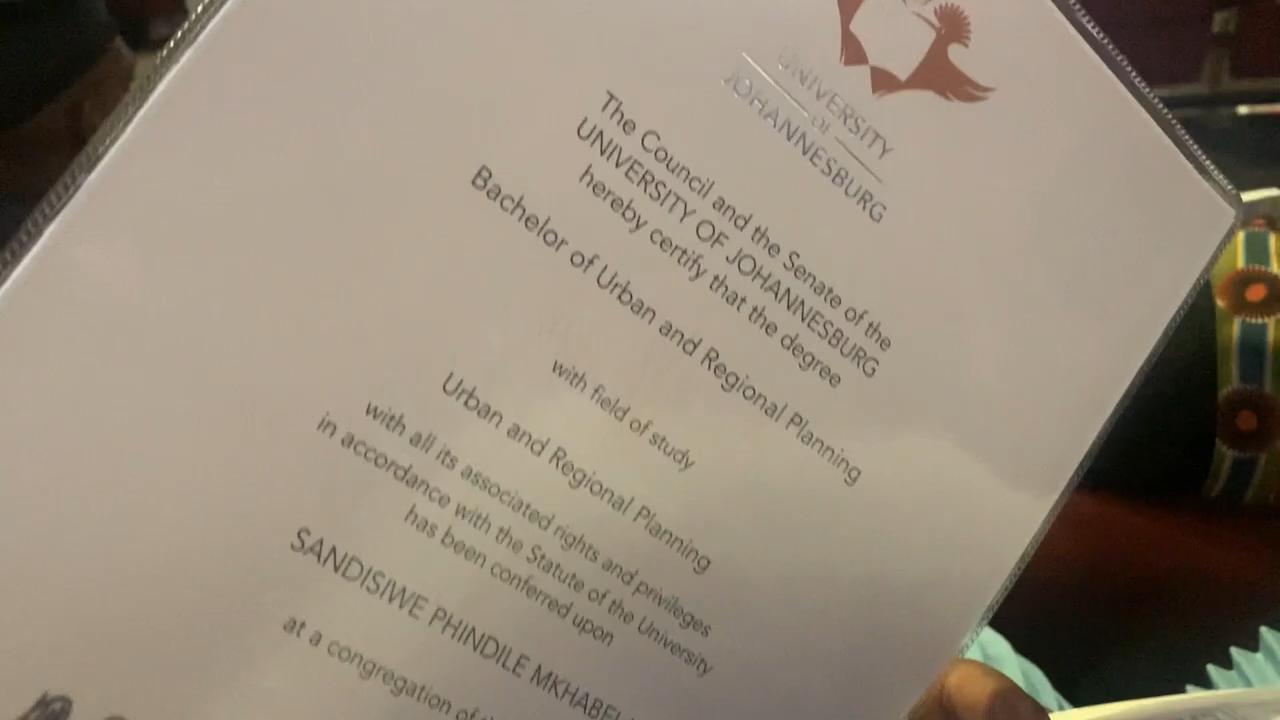 UNIVERSITY
OF
JOHANNESBURG
The Council and the Senate of the
UNIVERSITY OF JOHANNESBURG
hereby certify that the degree
Bachelor of Urban and Regional Planning
with field of study
Urban and Regional Planning
with all its associated rights and privileges
in accordance with the Statute of the University
has been conferred upon
SANDISIWE PHINDILE
at a congregation of